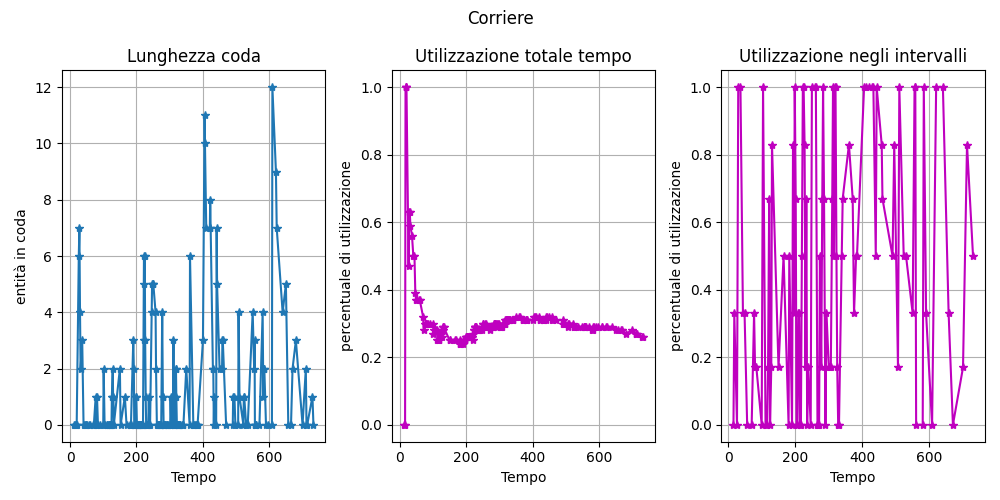 Corriere
Lunghezza coda
entità in coda
12
10
8
6
4
2
0
0 200 400 600
Tempo
Utilizzazione totale tempo
percentuale di utilizzazione
1.0
0.8
0.6
0.4
0.2
0.0
0 200 400 600
Tempo
Utilizzazione negli intervalli
percentuale di utilizzazione
1.0
0.8
0.6
0.4
0.2
0.0
0 200 400 600
Tempo